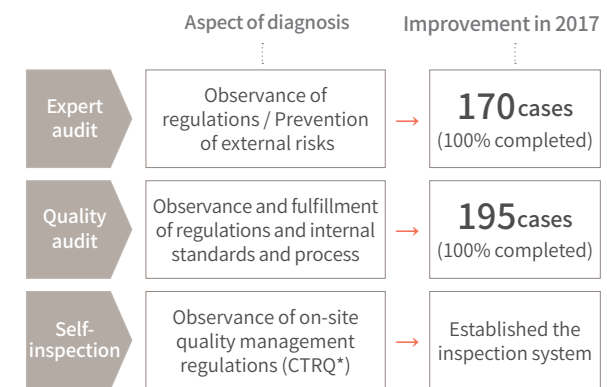 Aspect of diagnosis
Improvement in 2017
Expert
audit
Observance of
regulations / Prevention
of external risks
→
170 cases
(100% completed)
Quality
audit
Observance and fulfillment
of regulations and internal
standards and process
→
195cases
(100% completed)
Self-
inspection
Observance of on-site
quality management
regulations (CTRQ*)
→
Established the
inspection system